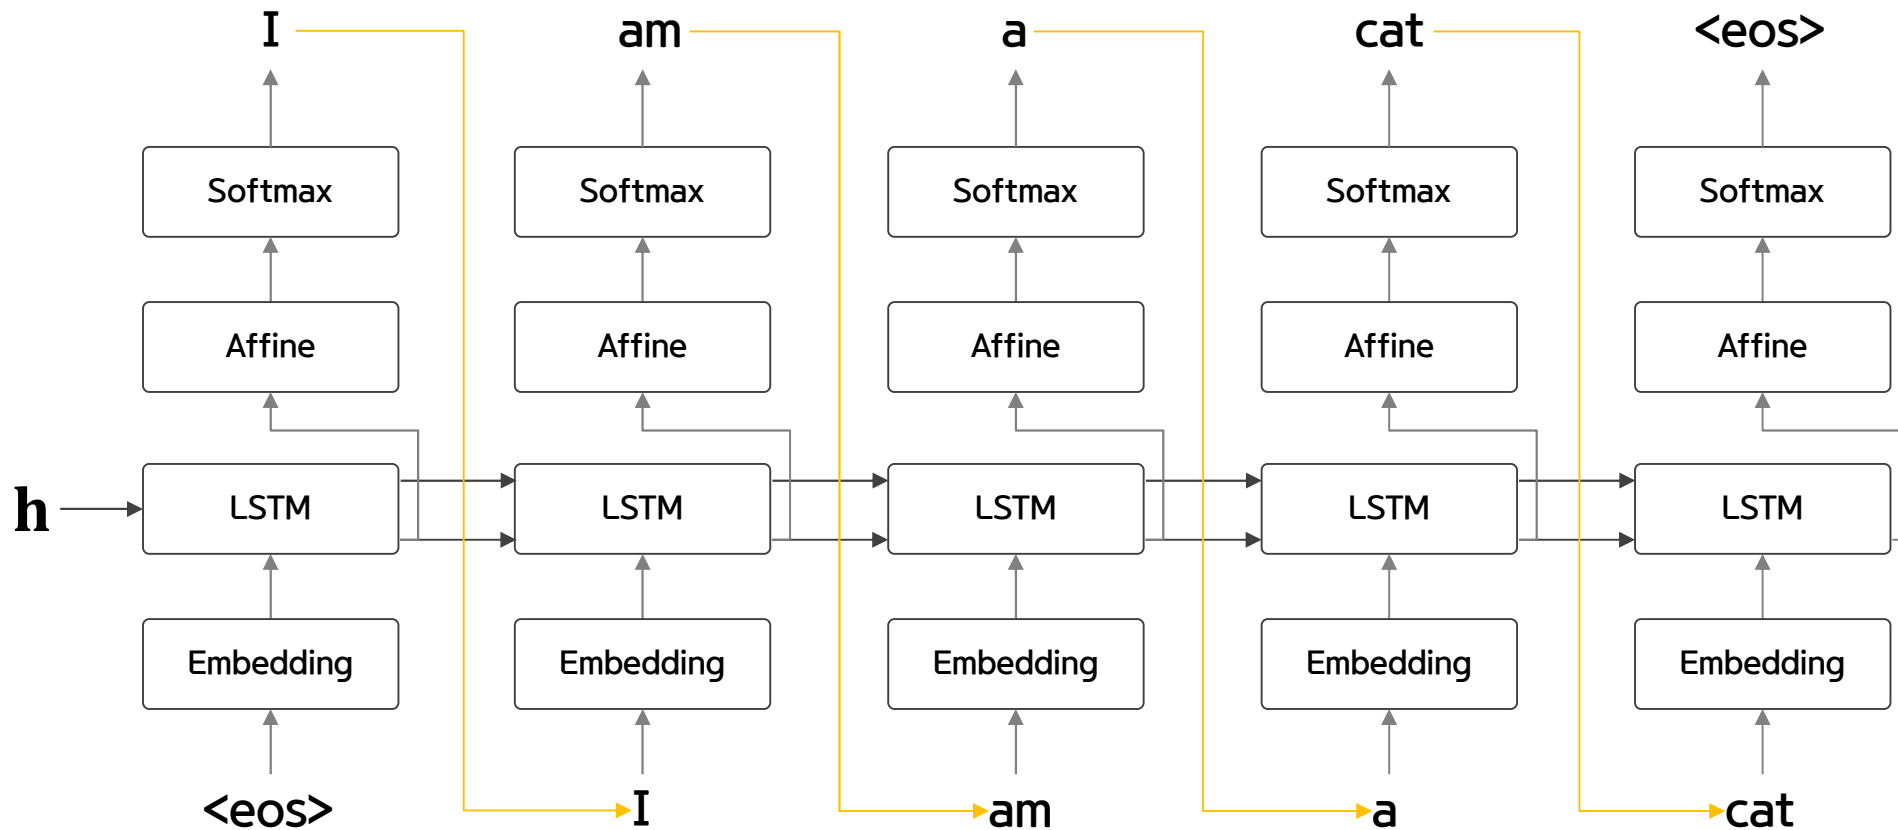 I am a cat <eos>
Softmax Softmax Softmax Softmax Softmax
Affine Affine Affine Affine Affine
h LSTM LSTM LSTM LSTM LSTM
Embedding Embedding Embedding Embedding Embedding
<eos> I am a cat